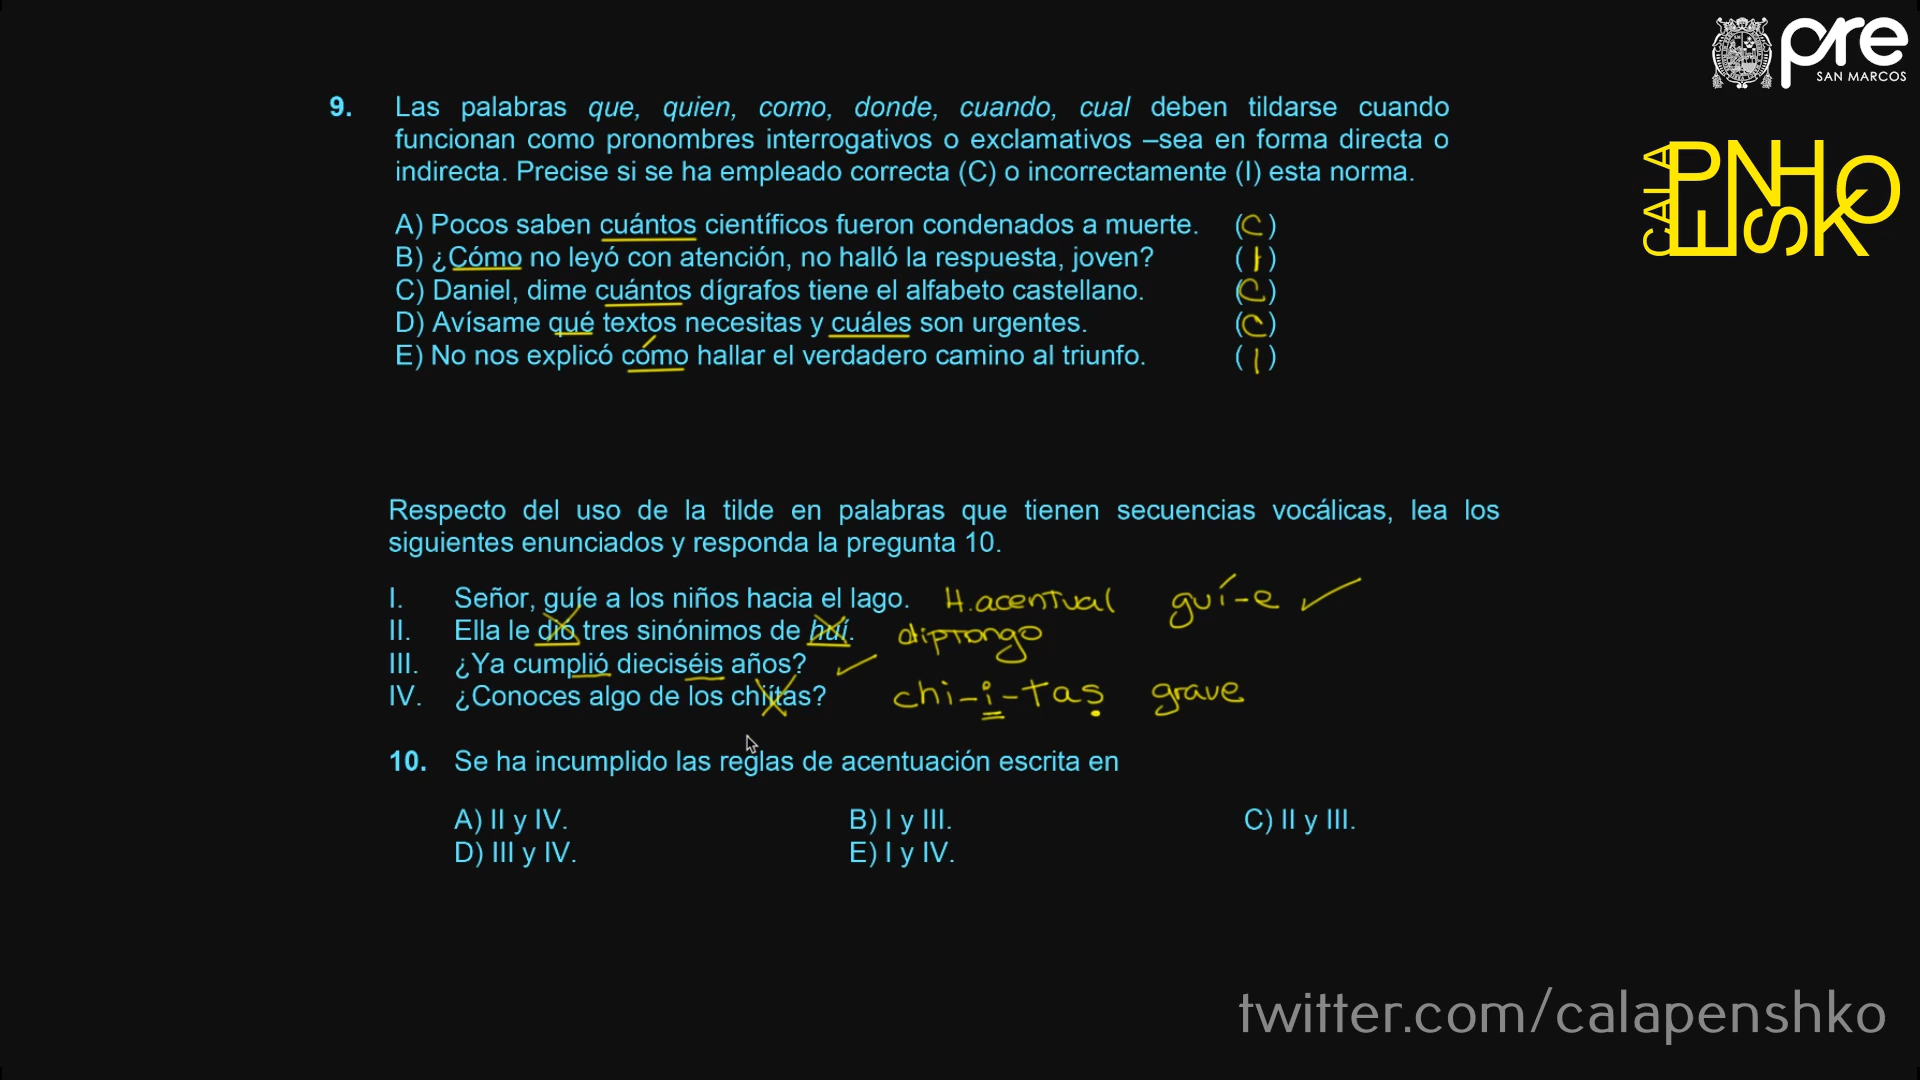 pre
SAN MARCOS
CALA
PENSHKO
9. Las palabras que, quien, como, donde, cuando, cual deben tildarse cuando
funcionan como pronombres interrogativos o exclamativos –sea en forma directa o
indirecta. Precise si se ha empleado correcta (C) o incorrectamente (I) esta norma.
A) Pocos saben cuántos científicos fueron condenados a muerte. (C)
B) ¿Cómo no leyó con atención, no halló la respuesta, joven? (I)
C) Daniel, dime cuántos dígrafos tiene el alfabeto castellano. (C)
D) Avísame qué textos necesitas y cuáles son urgentes. (C)
E) No nos explicó cómo hallar el verdadero camino al triunfo. (I)
Respecto del uso de la tilde en palabras que tienen secuencias vocálicas, lea los
siguientes enunciados y responda la pregunta 10.
I. Señor, guíe a los niños hacia el lago. H. acentual guí-e
II. Ella le dió tres sinónimos de huí. diptongo
III. ¿Ya cumplió dieciséis años?
IV. ¿Conoces algo de los chiítas? chi-i-tas grave
10. Se ha incumplido las reglas de acentuación escrita en
A) II y IV. B) I y III. C) II y III.
D) III y IV. E) I y IV.
twitter.com/calapenshko